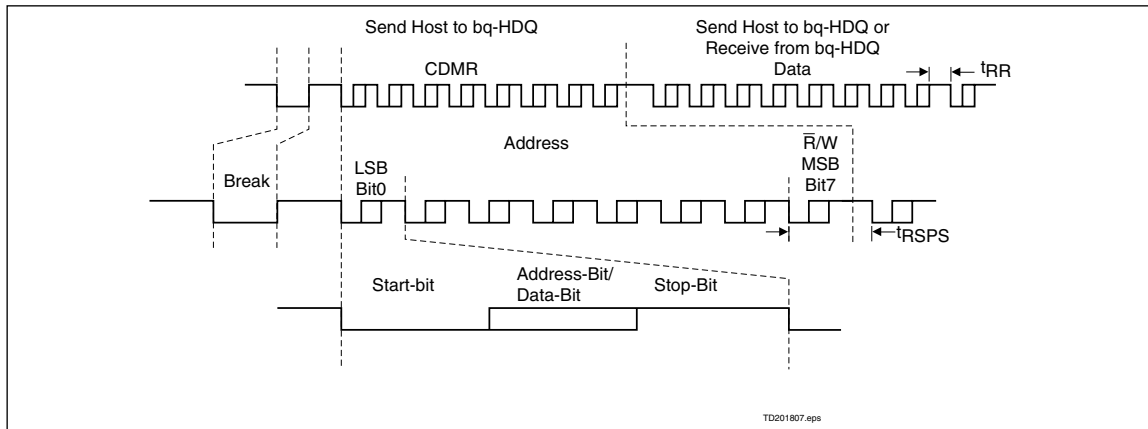 Send Host to bq-HDQ
Send Host to bq-HDQ or
Receive from bq-HDQ
CDMR
Data
tRR
Address
R̅/W
MSB
Bit7
LSB
Bit0
Break
tRSPS
Start-bit
Address-Bit/
Data-Bit
Stop-Bit
TD201807.eps